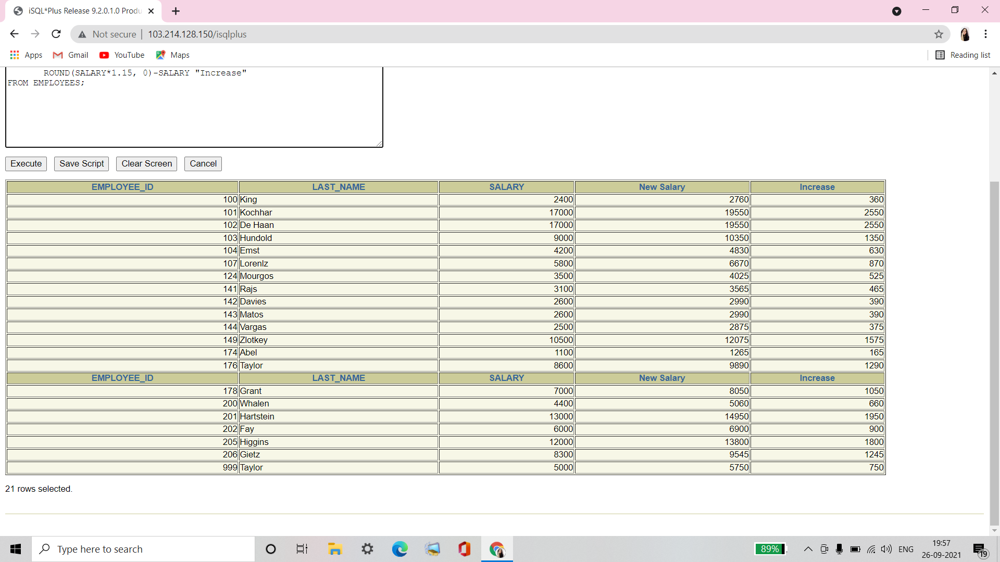 iSQL*Plus Release 9.2.0.1.0 Produ
Not secure | 103.214.128.150/isqlplus
Apps Gmail YouTube Maps Reading list
ROUND(SALARY*1.15, 0)-SALARY "Increase"
FROM EMPLOYEES;
Execute Save Script Clear Screen Cancel
EMPLOYEE_ID LAST_NAME SALARY New Salary Increase
100 King 2400 2760 360
101 Kochhar 17000 19550 2550
102 De Haan 17000 19550 2550
103 Hundold 9000 10350 1350
104 Emst 4200 4830 630
107 Lorenlz 5800 6670 870
124 Mourgos 3500 4025 525
141 Rajs 3100 3565 465
142 Davies 2600 2990 390
143 Matos 2600 2990 390
144 Vargas 2500 2875 375
149 Zlotkey 10500 12075 1575
174 Abel 1100 1265 165
176 Taylor 8600 9890 1290
EMPLOYEE_ID LAST_NAME SALARY New Salary Increase
178 Grant 7000 8050 1050
200 Whalen 4400 5060 660
201 Hartstein 13000 14950 1950
202 Fay 6000 6900 900
205 Higgins 12000 13800 1800
206 Gietz 8300 9545 1245
999 Taylor 5000 5750 750
21 rows selected.
Type here to search
89%
ENG
19:57
26-09-2021
19